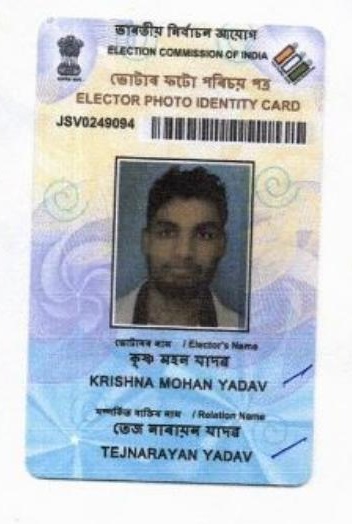 ভাৰতীয় নিৰ্বাচন আয়োগ
ELECTION COMMISSION OF INDIA
ভোটাৰ ফটো পৰিচয় পত্ৰ
ELECTOR PHOTO IDENTITY CARD
JSV0249094
ভোটাৰৰ নাম / Elector's Name
কৃষ্ণ মহন যাদৱ
KRISHNA MOHAN YADAV
সম্পৰ্কিত ব্যক্তিৰ নাম / Relation Name
তেজ নাৰায়ন যাদৱ
TEJNARAYAN YADAV